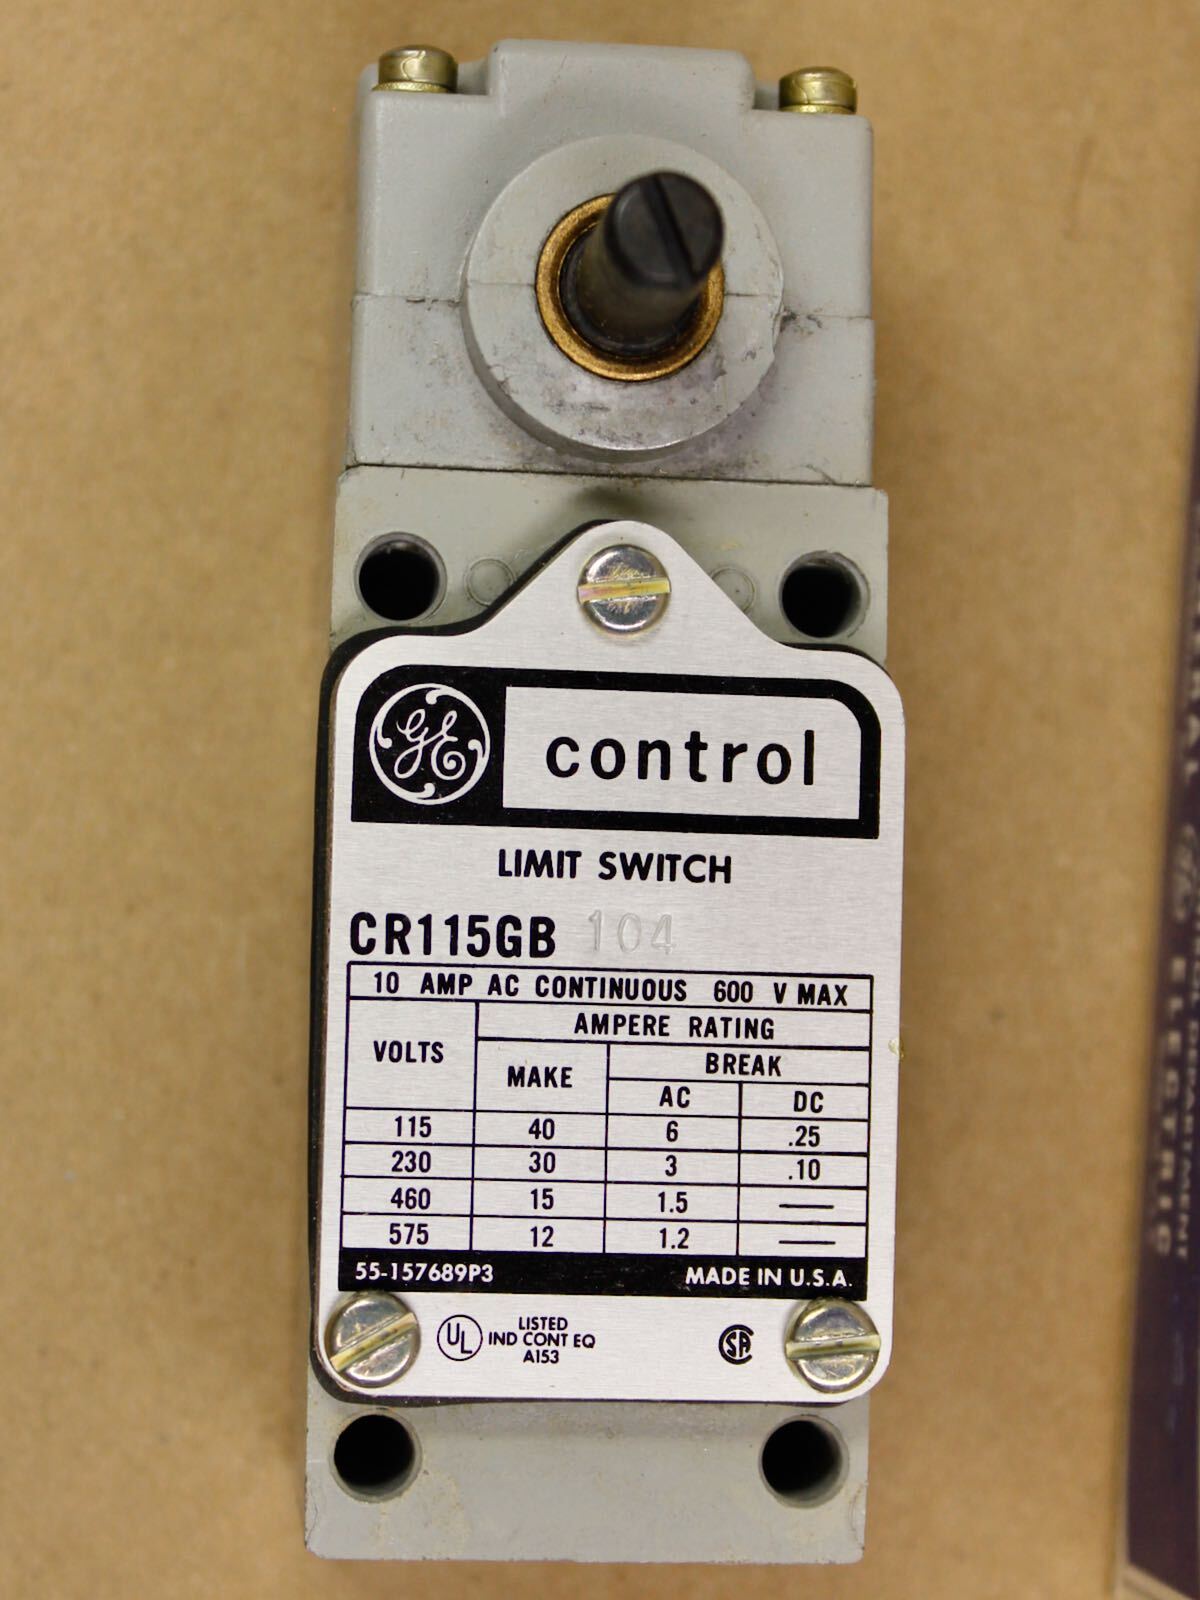 GE control
LIMIT SWITCH
CR115GB 104
10 AMP AC CONTINUOUS 600 V MAX
VOLTS AMPERE RATING
MAKE BREAK
AC DC
115 40 6 .25
230 30 3 .10
460 15 1.5 —
575 12 1.2 —
55-157689P3 MADE IN U.S.A.
UL LISTED
IND CONT EQ
A153
SA
ELECTRIC